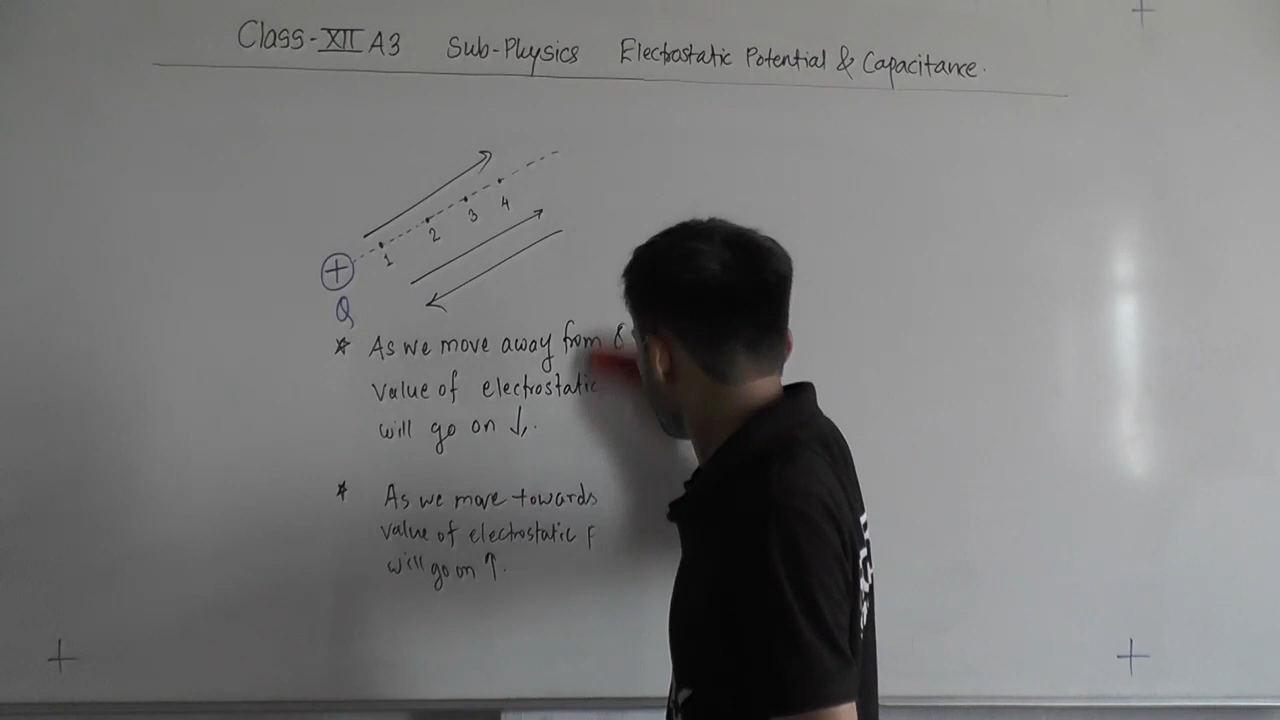 Class-XII A3 Sub-Physics Electrostatic Potential & Capacitance.
1
2
3
4
+
Q
* As we move away from
value of electrostatic
will go on ↓.
* As we move towards
value of electrostatic
will go on ↑.